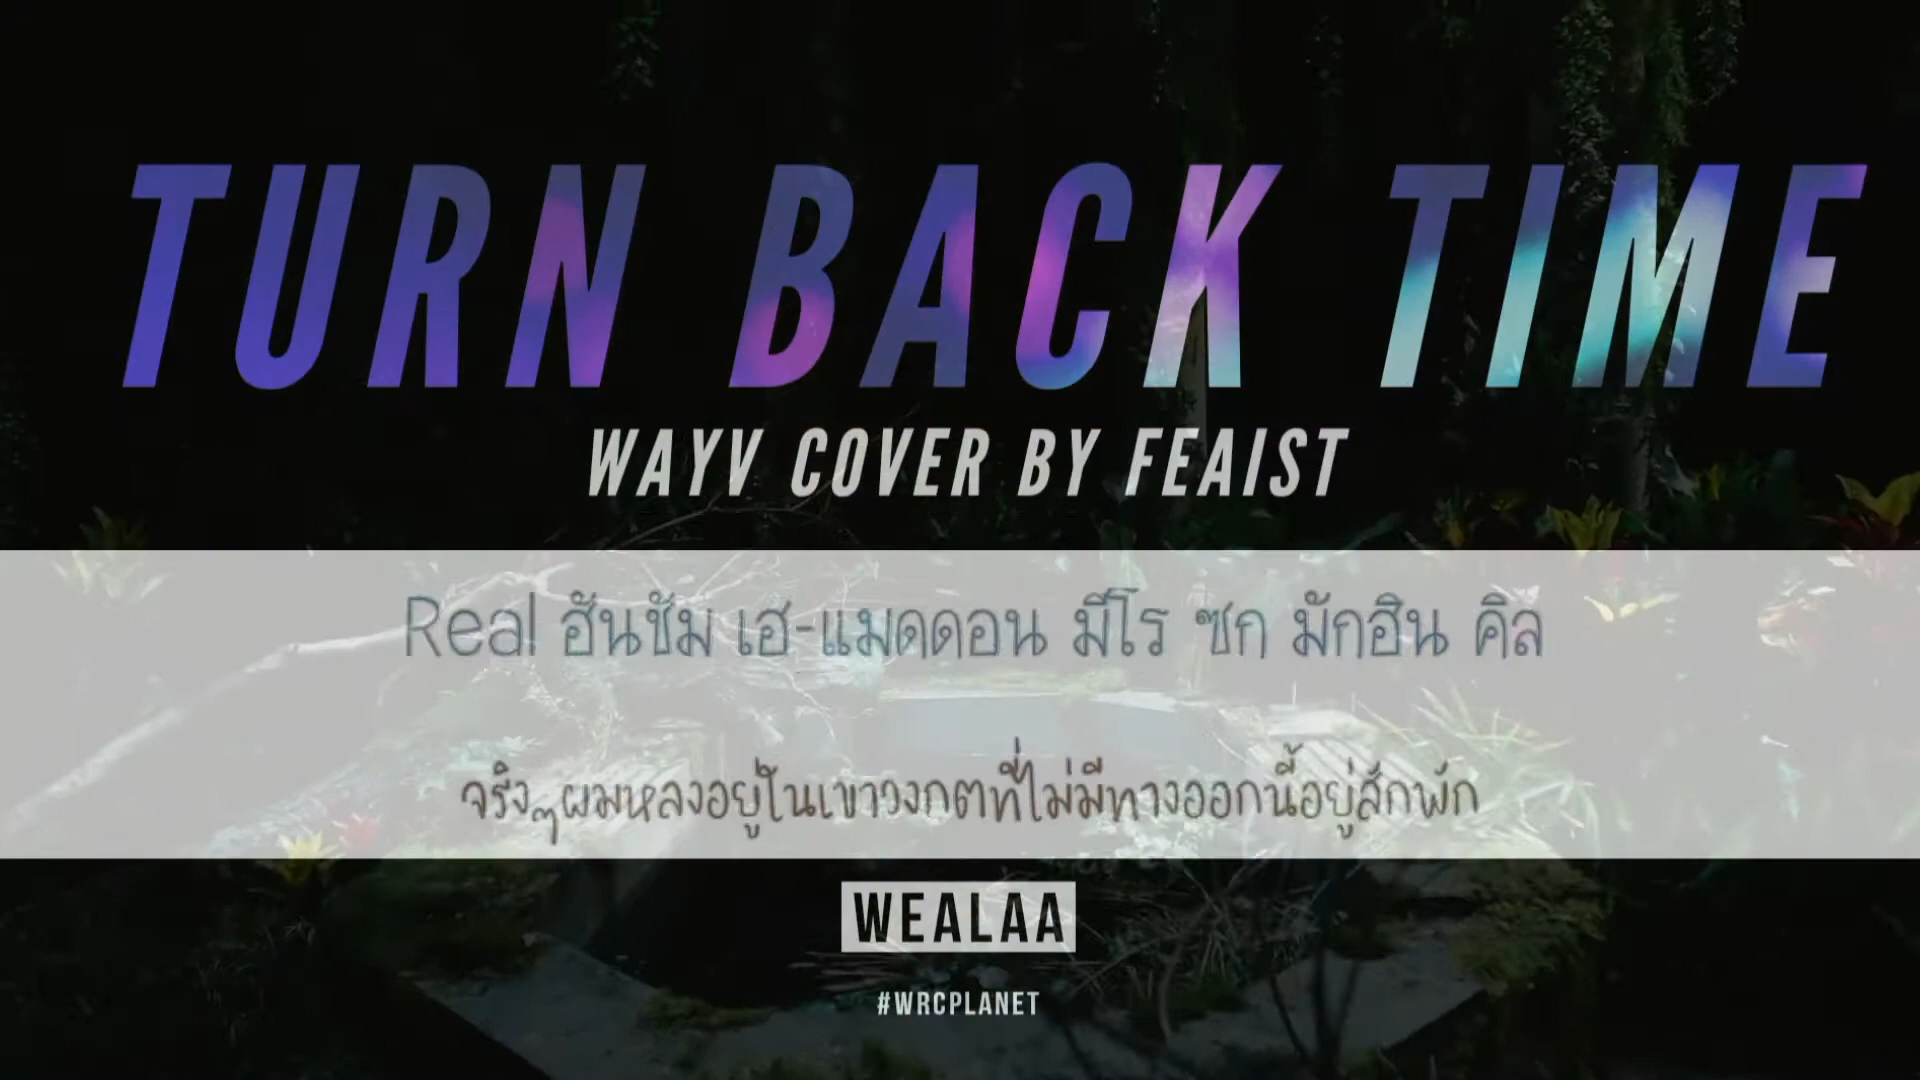 TURN BACK TIME
WAYV COVER BY FEAIST
Real ฮันชัม เฮ-แมดดอน มีโร ซก มักฮิน คิล
จริงๆผมหลงอยู่ในเขาวงกตที่ไม่มีทางออกนี้อยู่สักพัก
WEALAA
#WRCPLANET